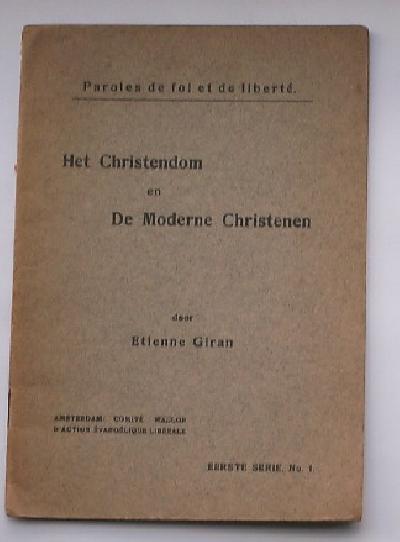 Paroles de foi et de liberté.
Het Christendom
en
De Moderne Christenen
door
Etienne Giran
AMSTERDAM COMITÉ WALLON
D'ACTION ÉVANGÉLIQUE LIBÉRALE
EERSTE SERIE, No. 1